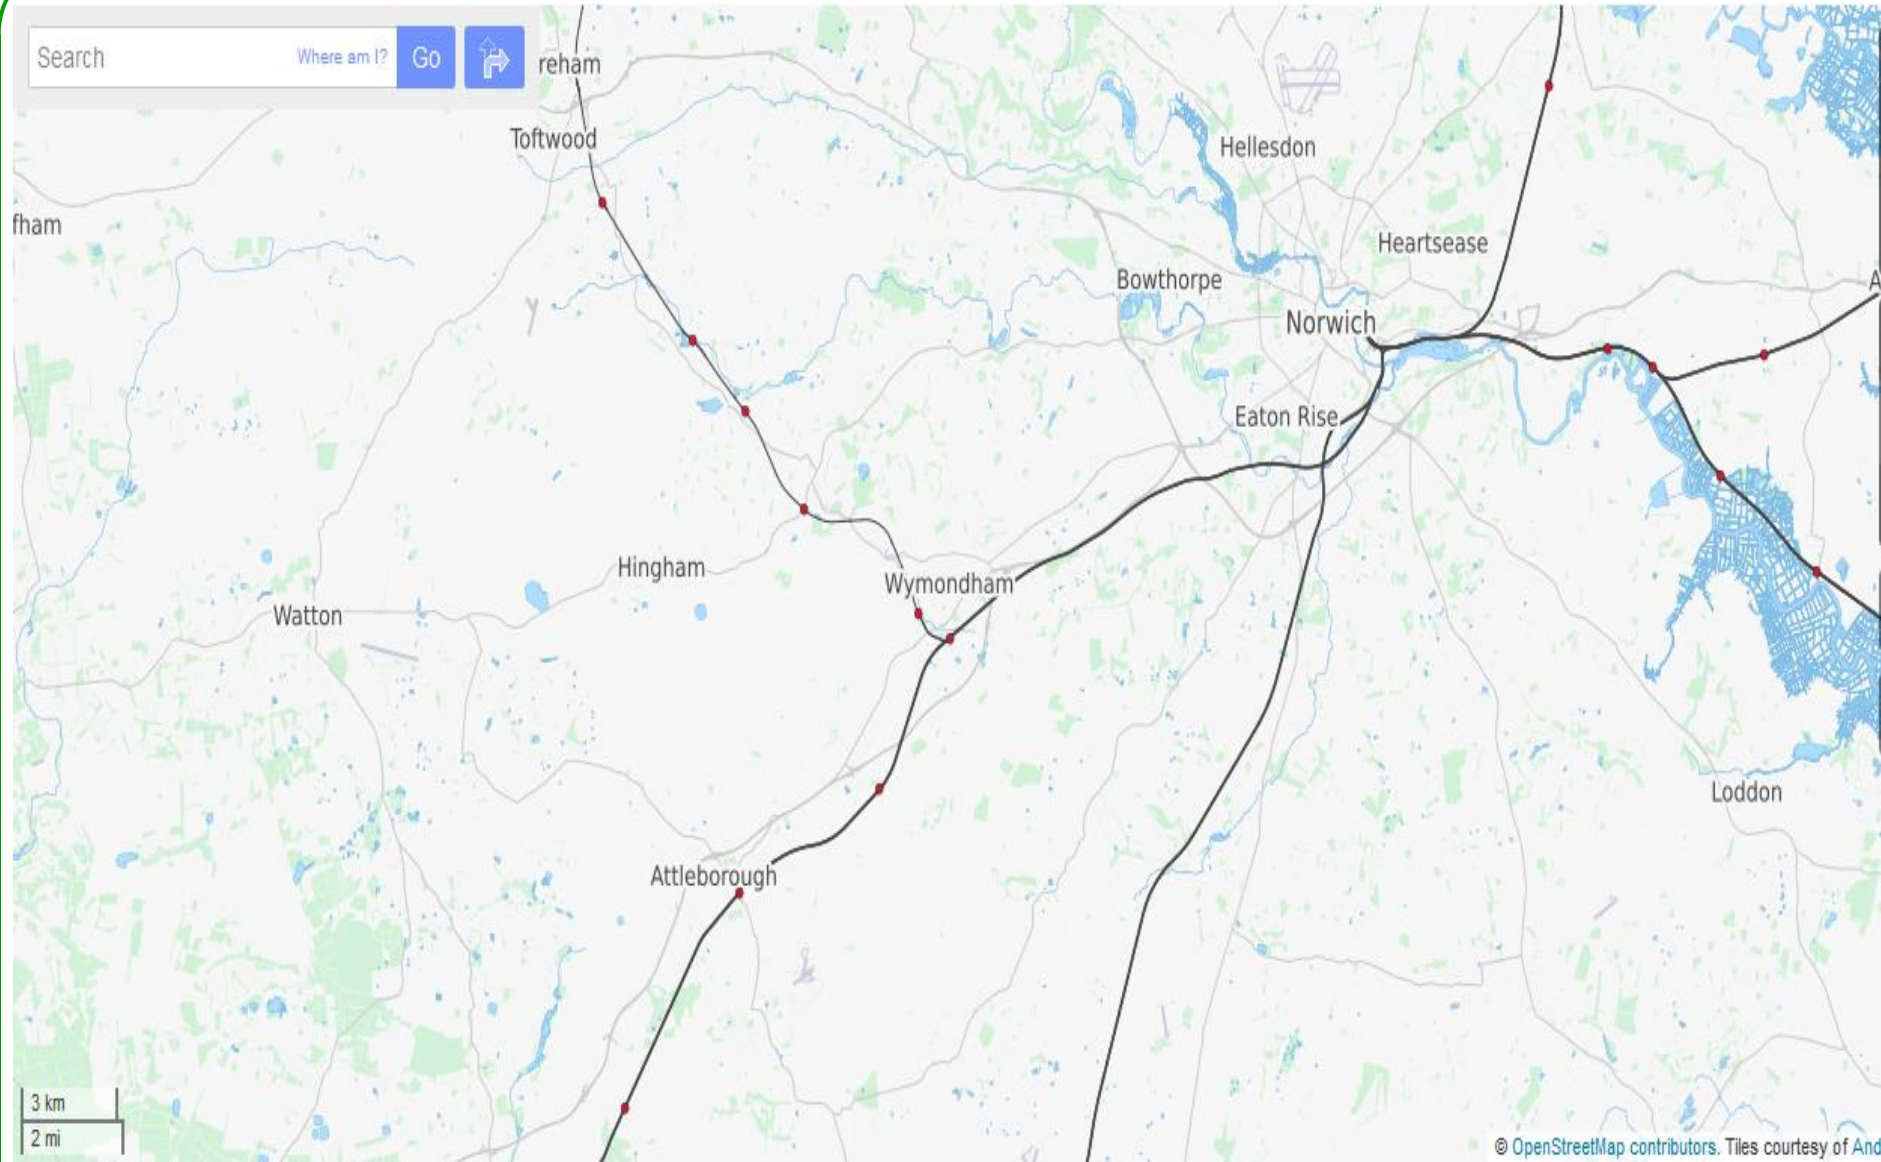 Search Where am I? Go
reham
Toftwood
Hellesdon
fham
Heartsease
Bowthorpe
A
Norwich
Eaton Rise
Hingham
Wymondham
Watton
Loddon
Attleborough
3 km
2 mi
© OpenStreetMap contributors. Tiles courtesy of And